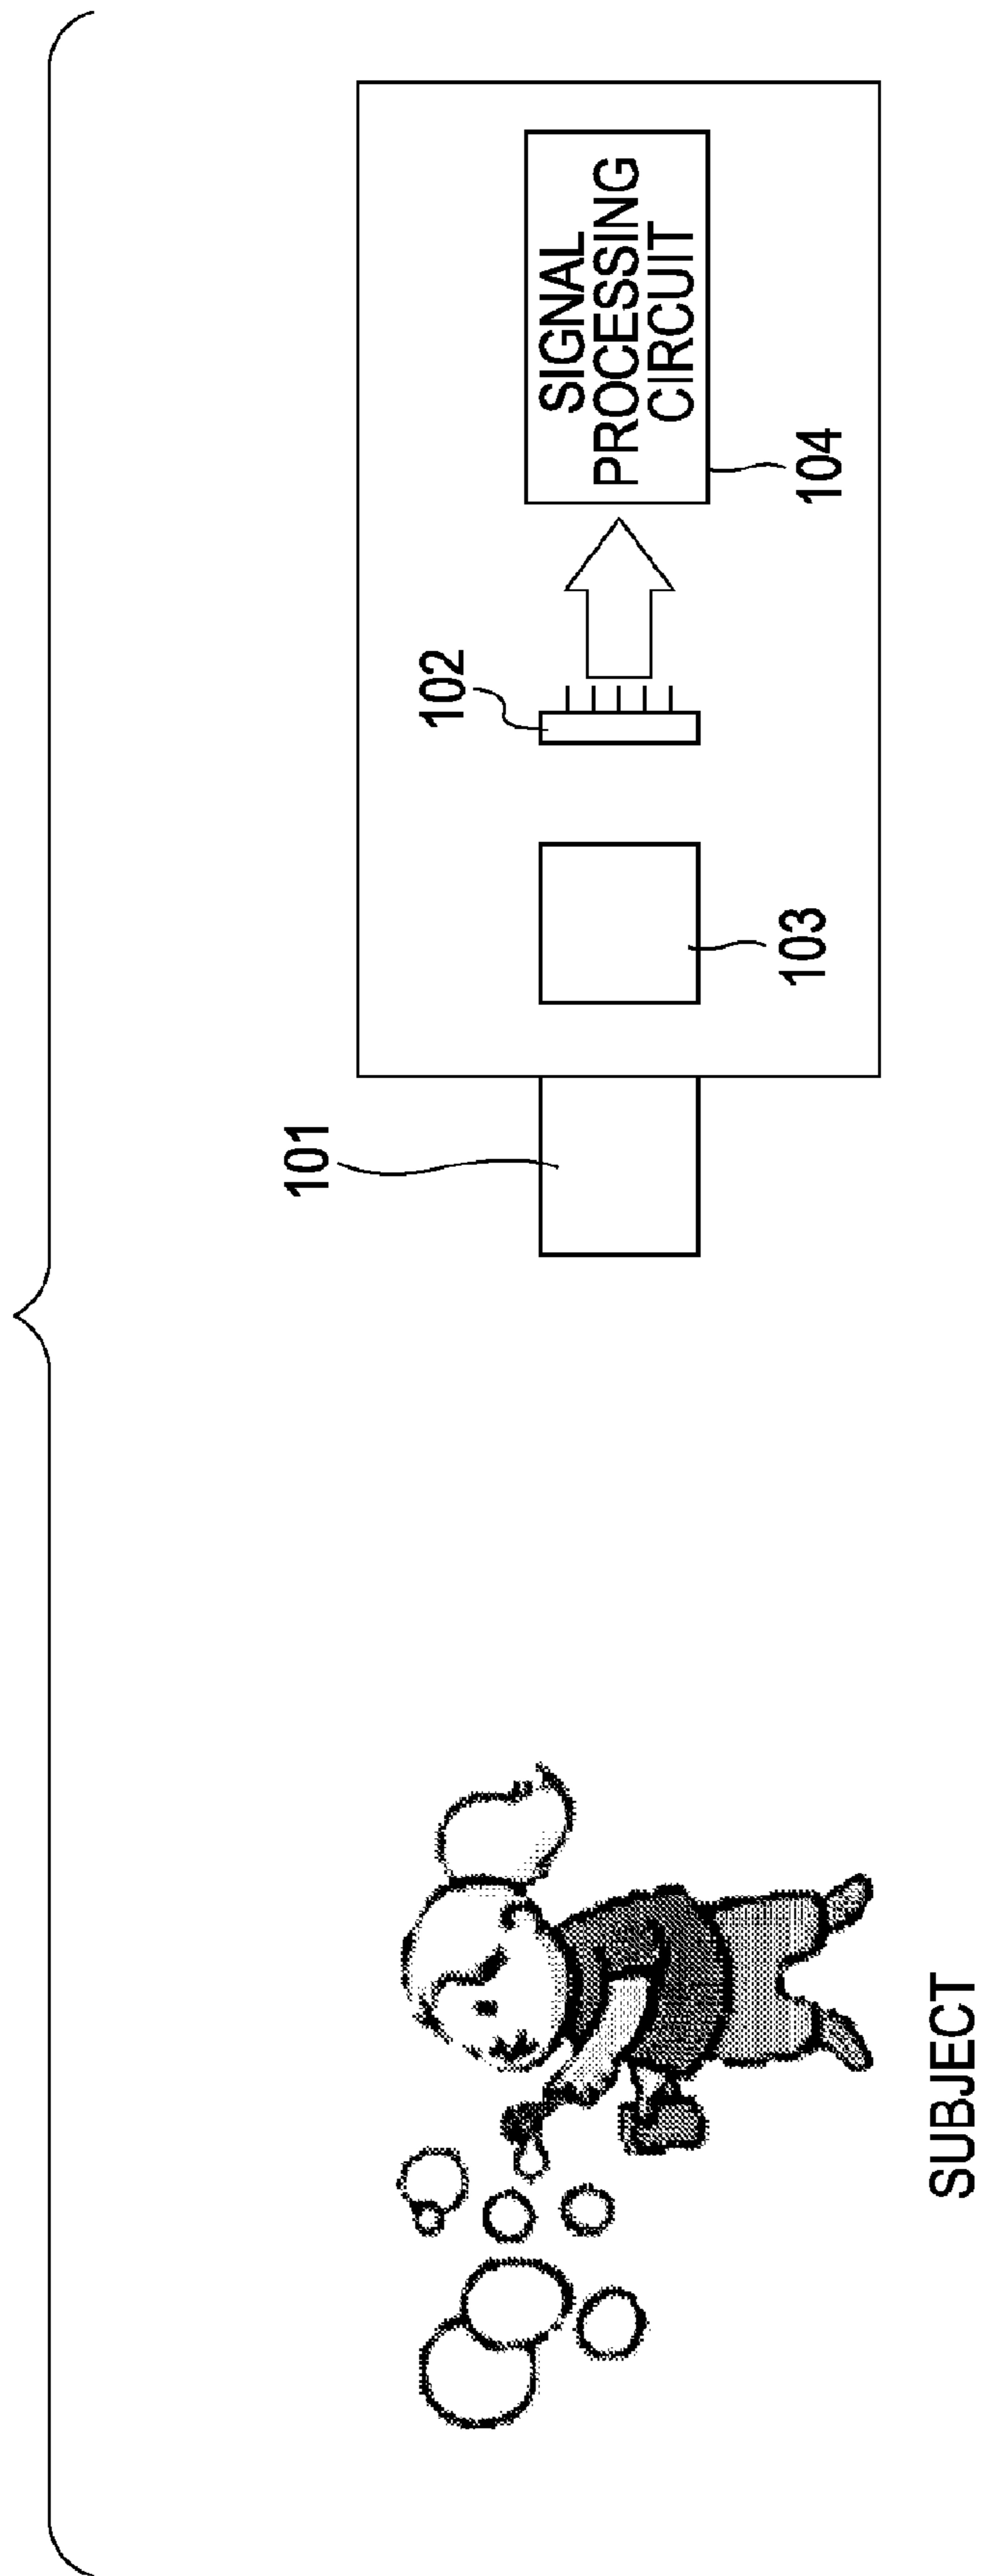 101
102
103
104
SIGNAL
PROCESSING
CIRCUIT
SUBJECT